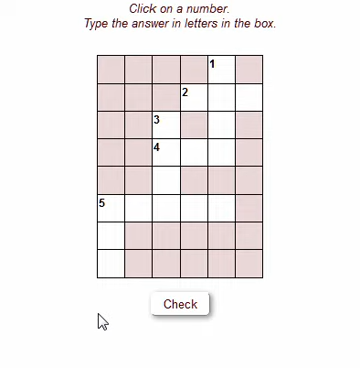 Click on a number.
Type the answer in letters in the box.
1
2
3
4
5
Check